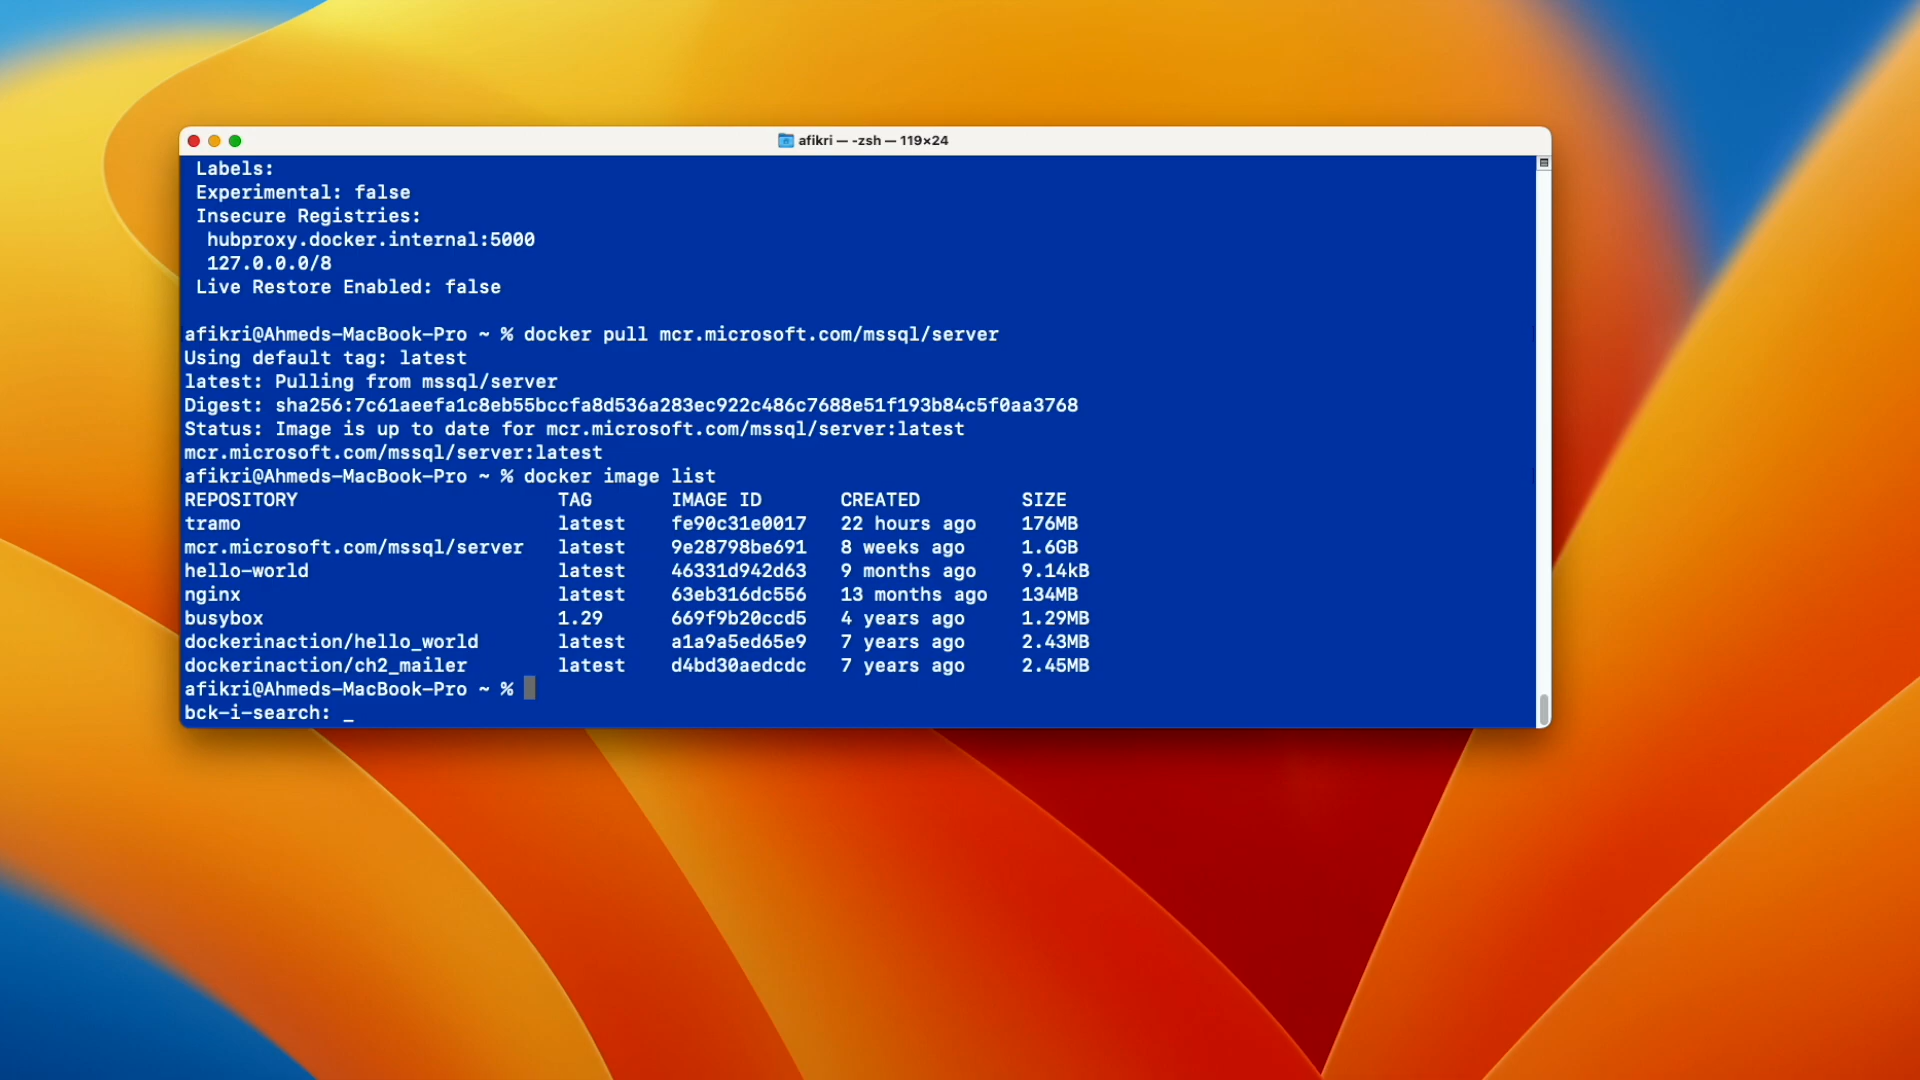 afikri — -zsh — 119×24
Labels:
Experimental: false
Insecure Registries:
hubproxy.docker.internal:5000
127.0.0.0/8
Live Restore Enabled: false
afikri@Ahmeds-MacBook-Pro ~ % docker pull mcr.microsoft.com/mssql/server
Using default tag: latest
latest: Pulling from mssql/server
Digest: sha256:7c61aeefa1c8eb55bccfa8d536a283ec922c486c7688e51f193b84c5f0aa3768
Status: Image is up to date for mcr.microsoft.com/mssql/server:latest
mcr.microsoft.com/mssql/server:latest
afikri@Ahmeds-MacBook-Pro ~ % docker image list
REPOSITORY TAG IMAGE ID CREATED SIZE
tramo latest fe90c31e0017 22 hours ago 176MB
mcr.microsoft.com/mssql/server latest 9e28798be691 8 weeks ago 1.6GB
hello-world latest 46331d942d63 9 months ago 9.14kB
nginx latest 63eb316dc556 13 months ago 134MB
busybox 1.29 669f9b20ccd5 4 years ago 1.29MB
dockerinaction/hello_world latest a1a9a5ed65e9 7 years ago 2.43MB
dockerinaction/ch2_mailer latest d4bd30aedcdc 7 years ago 2.45MB
afikri@Ahmeds-MacBook-Pro ~ %
bck-i-search: _